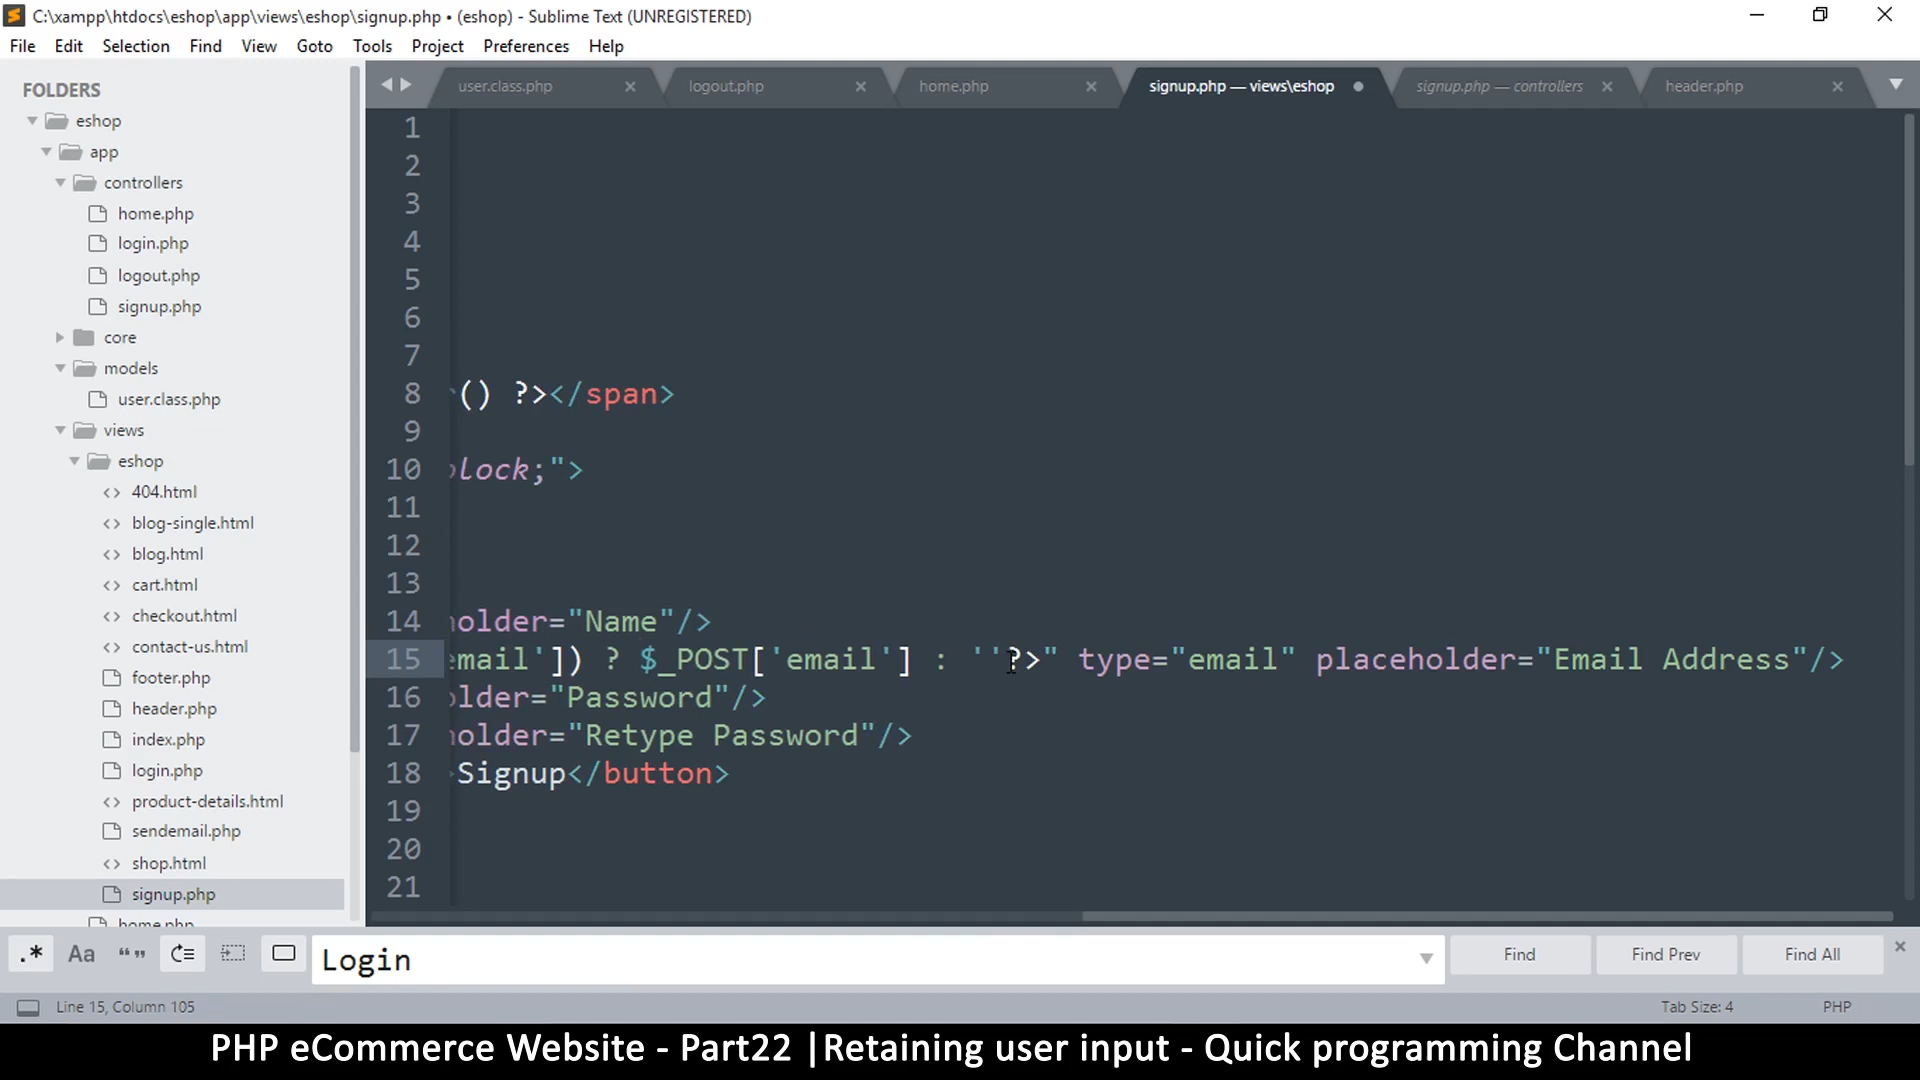 C:\xampp\htdocs\eshop\app\views\eshop\signup.php • (eshop) - Sublime Text (UNREGISTERED)
File Edit Selection Find View Goto Tools Project Preferences Help
FOLDERS
eshop
app
controllers
home.php
login.php
logout.php
signup.php
core
models
user.class.php
views
eshop
404.html
blog-single.html
blog.html
cart.html
checkout.html
contact-us.html
footer.php
header.php
index.php
login.php
product-details.html
sendemail.php
shop.html
signup.php
home.php
user.class.php logout.php home.php signup.php — views\eshop signup.php — controllers header.php
1
2
3
4
5
6
7
8 () ?></span>
9
10 lock;">
11
12
13
14 older="Name"/>
15 email']) ? $_POST['email'] : ''?>" type="email" placeholder="Email Address"/>
16 lder="Password"/>
17 older="Retype Password"/>
18 Signup</button>
19
20
21
.* Aa “” Login Find Find Prev Find All
Line 15, Column 105 Tab Size: 4 PHP
PHP eCommerce Website - Part22 |Retaining user input - Quick programming Channel